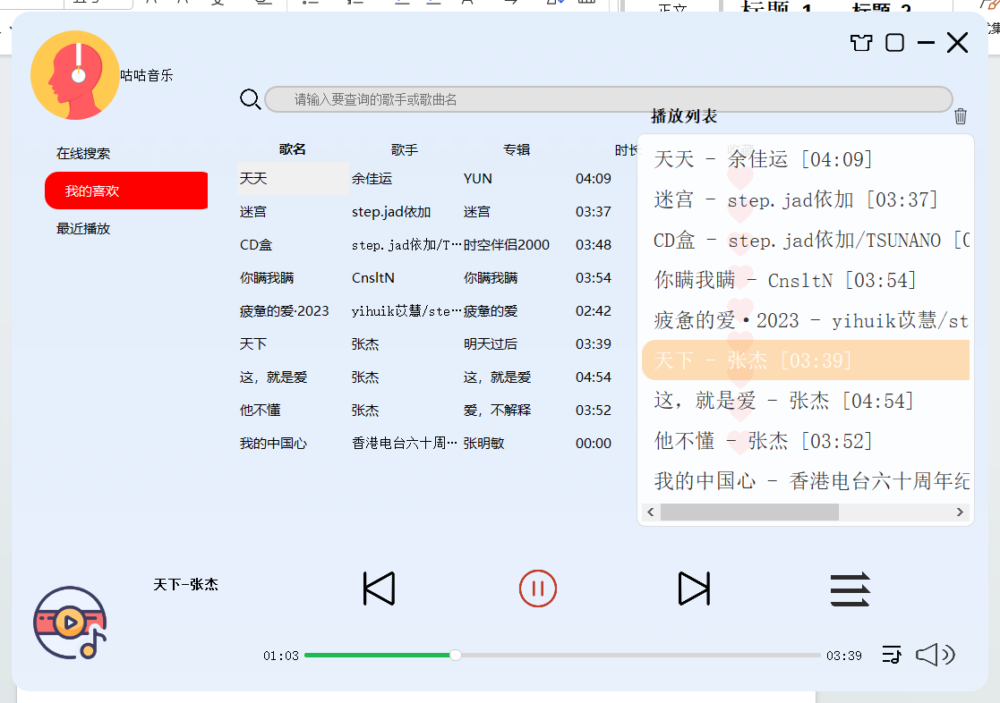 正文
标题 1
标题 2
集
咕咕音乐
请输入要查询的歌手或歌曲名
在线搜索
我的喜欢
最近播放
歌名 歌手 专辑 时长 收藏
天天 余佳运 YUN 04:09
迷宫 step.jad依加 迷宫 03:37
CD盒 step.jad依加/T… 时空伴侣2000 03:48
你瞒我瞒 CnsltN 你瞒我瞒 03:54
疲惫的爱·2023 yihuik苡慧/ste… 疲惫的爱 02:42
天下 张杰 明天过后 03:39
这，就是爱 张杰 这，就是爱 04:54
他不懂 张杰 爱，不解释 03:52
我的中国心 香港电台六十周… 张明敏 00:00
播放列表
天天 - 余佳运 [04:09]
迷宫 - step.jad依加 [03:37]
CD盒 - step.jad依加/TSUNANO [0
你瞒我瞒 - CnsltN [03:54]
疲惫的爱·2023 - yihuik苡慧/st
天下 - 张杰 [03:39]
这，就是爱 - 张杰 [04:54]
他不懂 - 张杰 [03:52]
我的中国心 - 香港电台六十周年纪
天下-张杰
01:03
03:39